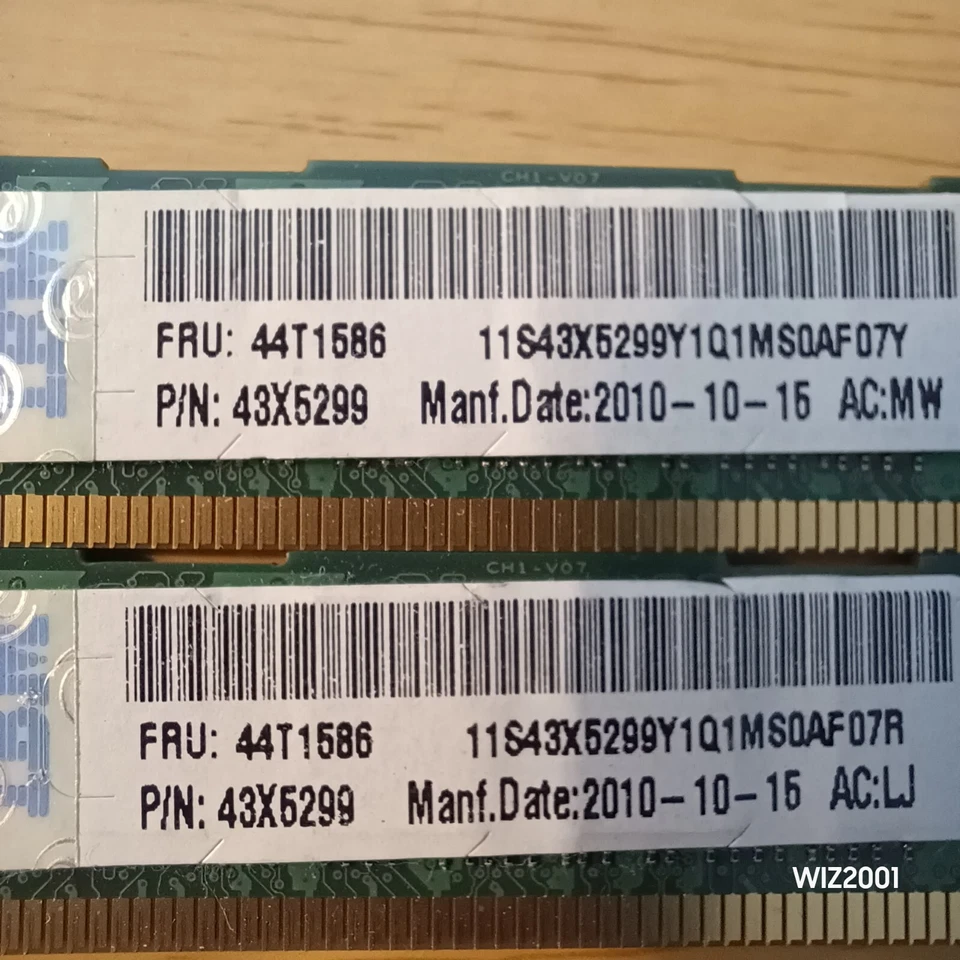 CH1-V07
FRU: 44T1586 11S43X5299Y1Q1MS0AF07Y
P/N: 43X5299 Manf.Date:2010-10-15 AC:MW
CH1-V07
FRU: 44T1586 11S43X5299Y1Q1MS0AF07R
P/N: 43X5299 Manf.Date:2010-10-15 AC:LJ
WIZ2001